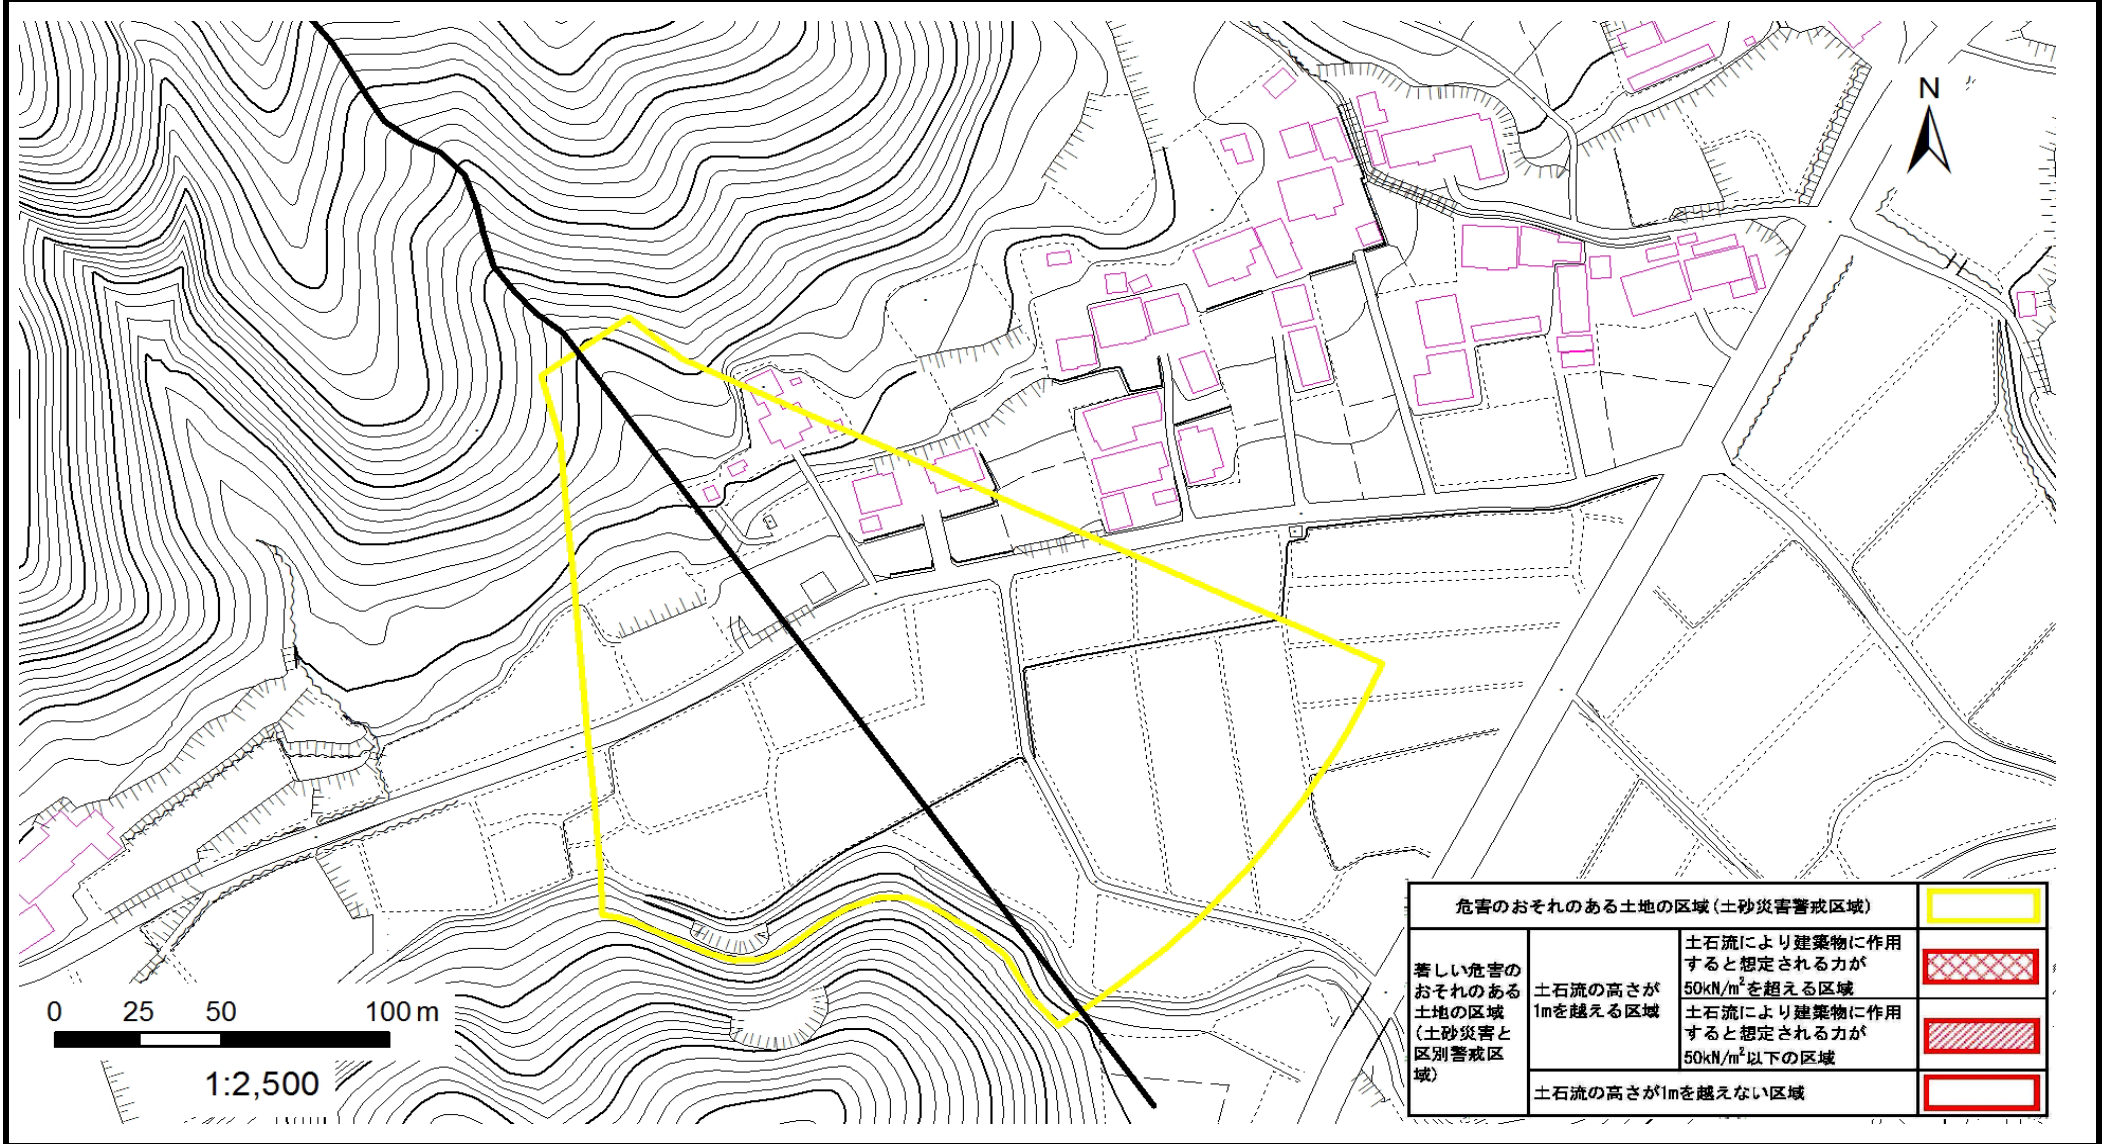 N
0 25 50 100 m
1:2,500
危害のおそれのある土地の区域(土砂災害警戒区域)
著しい危害の
おそれのある
土地の区域
(土砂災害と
区別警戒区
域)
土石流の高さが
1mを越える区域
土石流により建築物に作用
すると想定される力が
50kN/m²を超える区域
土石流により建築物に作用
すると想定される力が
50kN/m²以下の区域
土石流の高さが1mを越えない区域